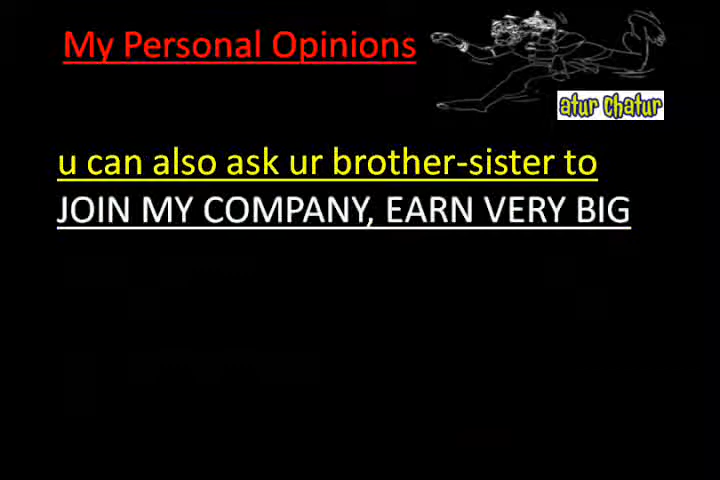 My Personal Opinions
atur chatur
u can also ask ur brother-sister to
JOIN MY COMPANY, EARN VERY BIG